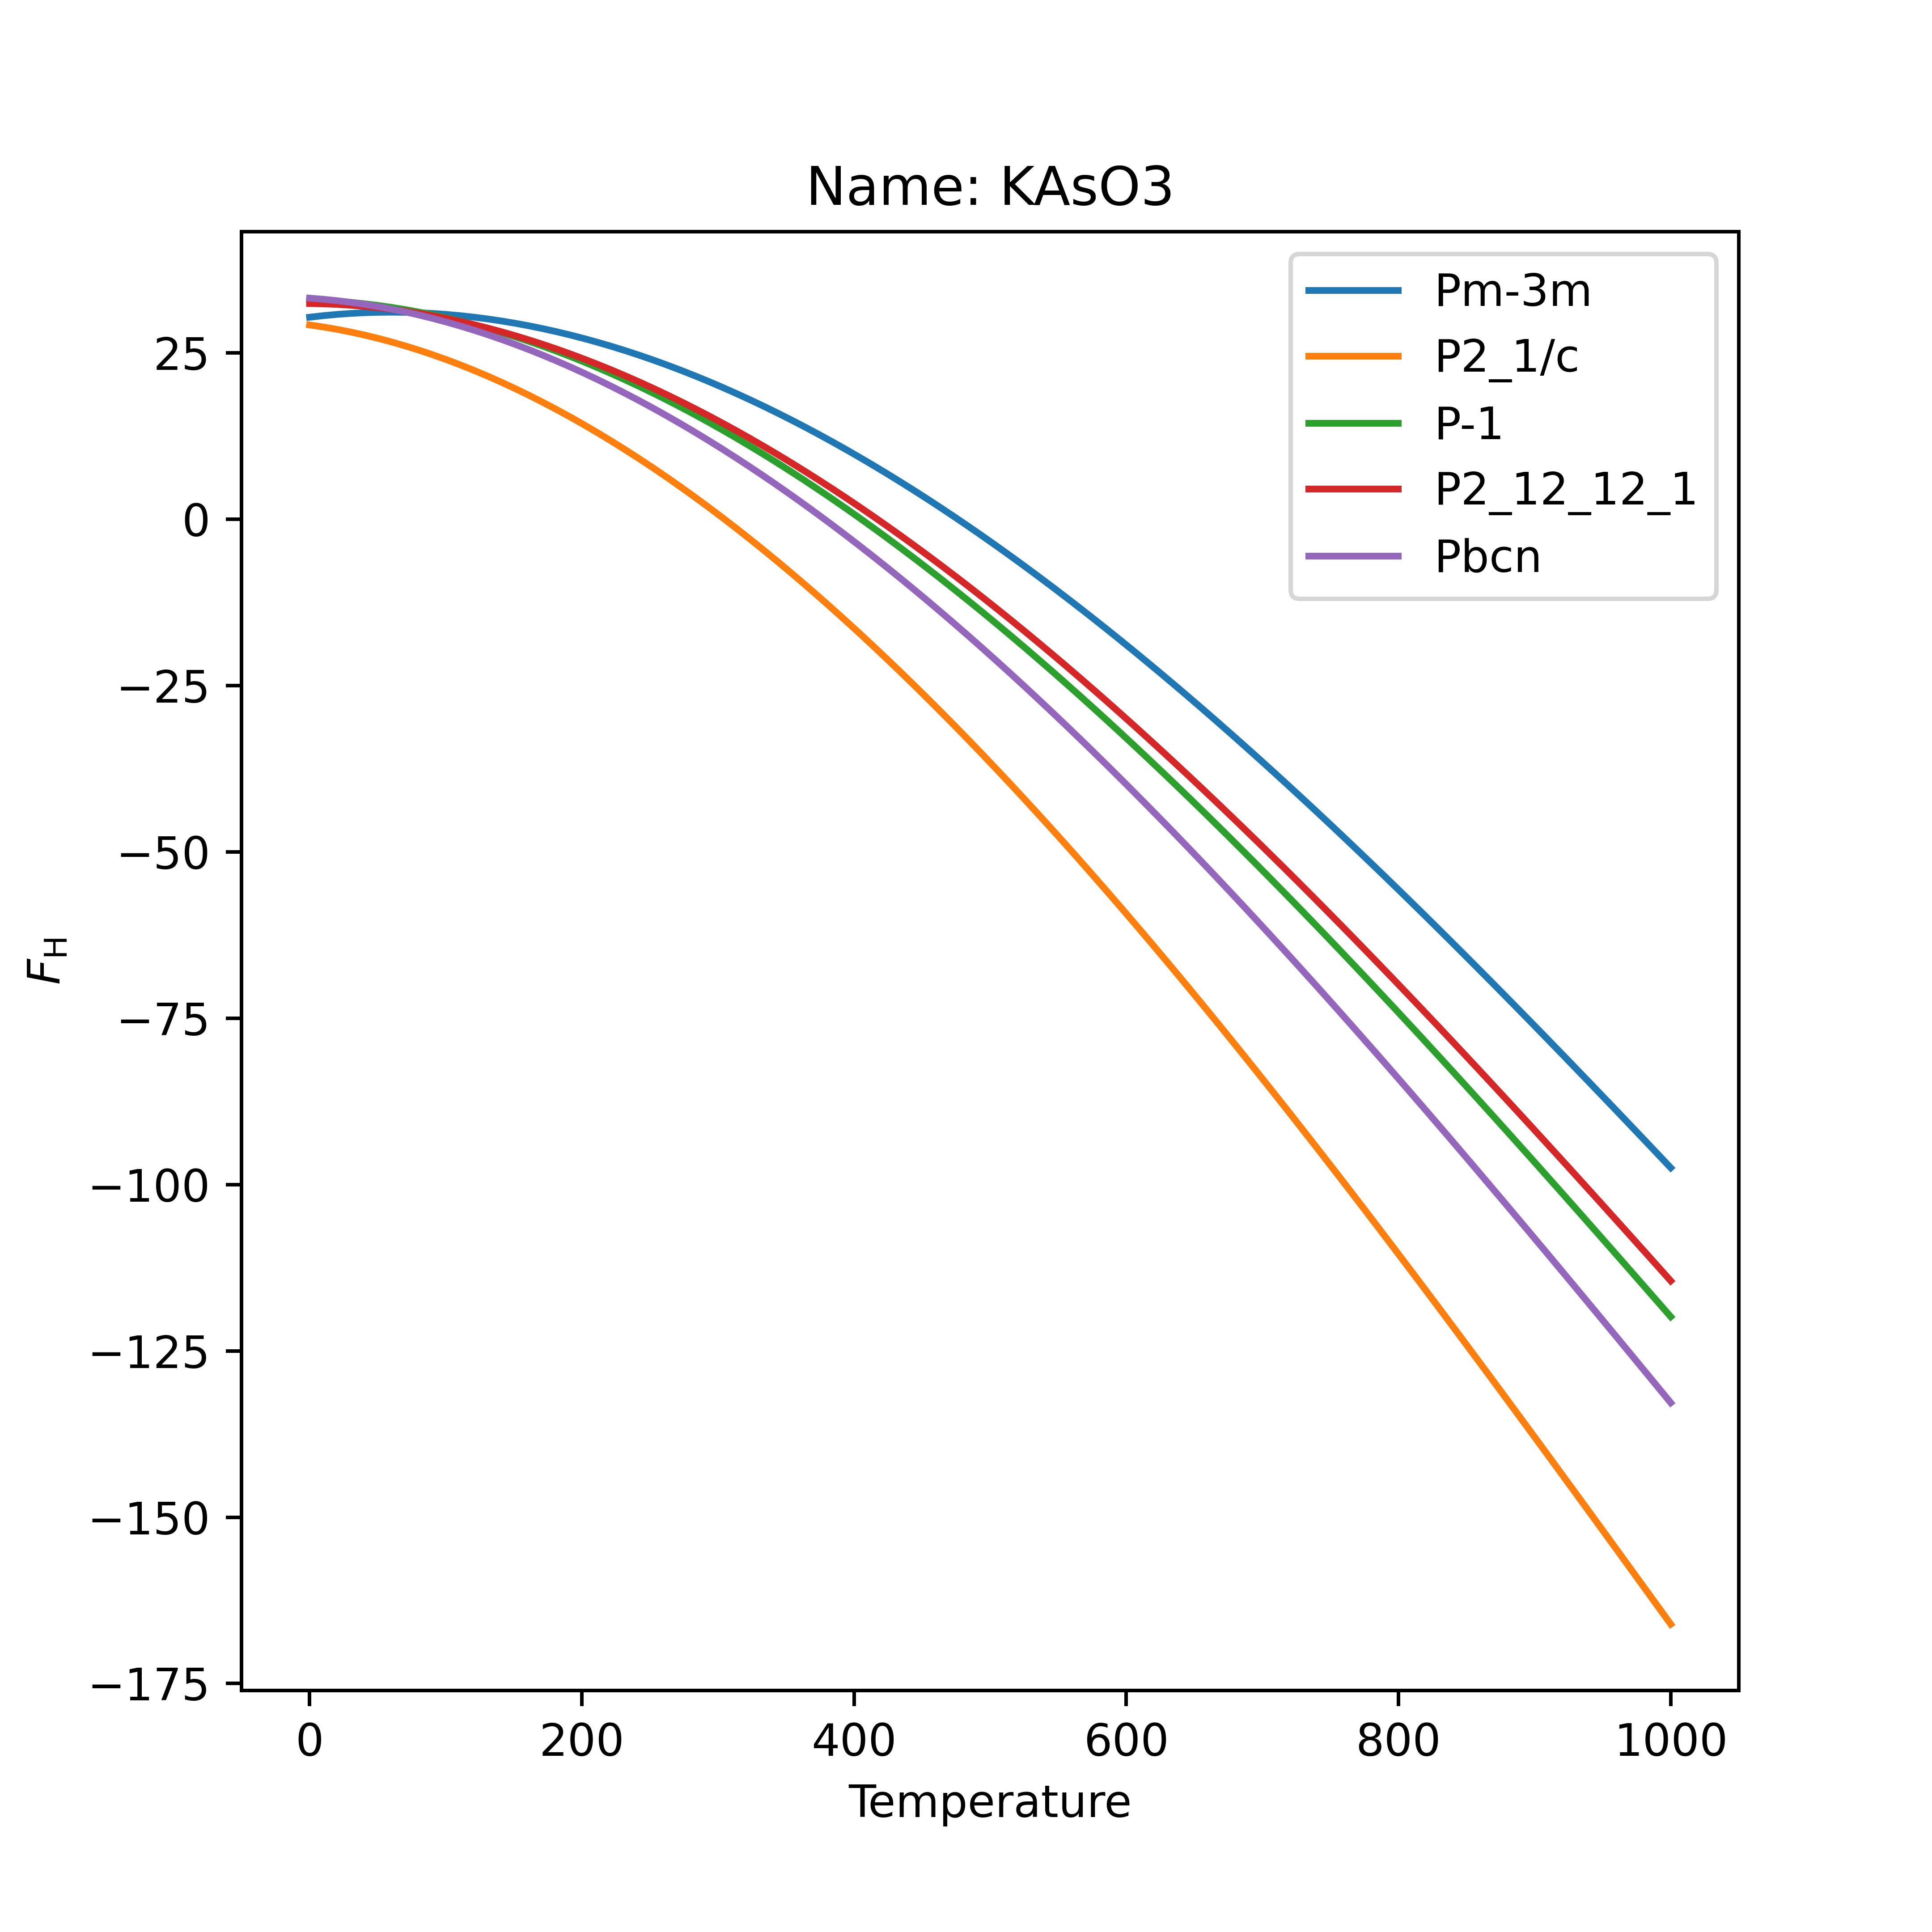 Name: KAsO3
Pm-3m
P2_1/c
P-1
P2_12_12_1
Pbcn
25
0
−25
−50
−75
−100
−125
−150
−175
F_H
0 200 400 600 800 1000
Temperature